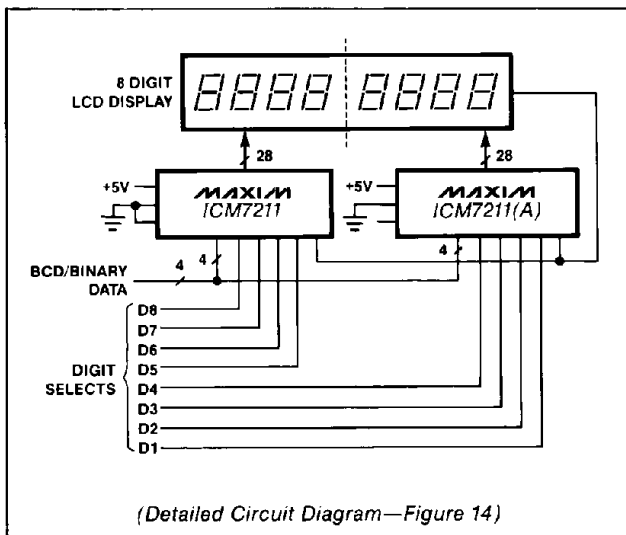 8 DIGIT
LCD DISPLAY
28
28
+5V
MAXIM
ICM7211
+5V
MAXIM
ICM7211(A)
4
4
BCD/BINARY
DATA
4
D8
D7
D6
D5
DIGIT
SELECTS
D4
D3
D2
D1
(Detailed Circuit Diagram—Figure 14)